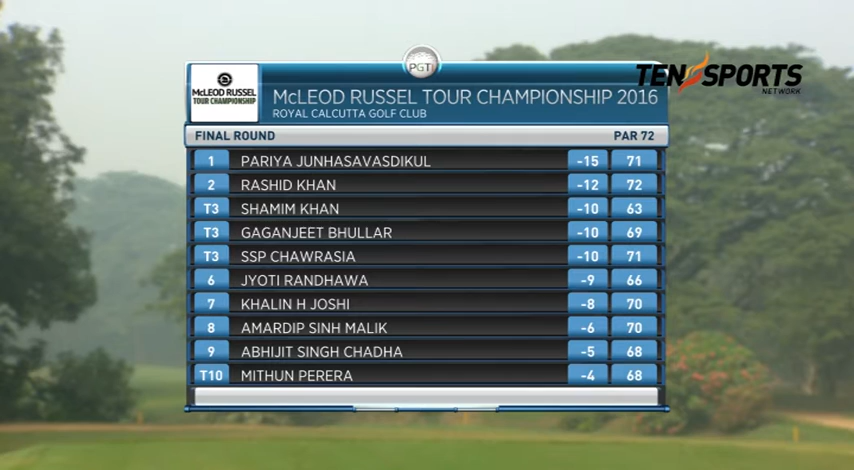 PGTI
TEN SPORTS
NETWORK
McLEOD RUSSEL
TOUR CHAMPIONSHIP
McLEOD RUSSEL TOUR CHAMPIONSHIP 2016
ROYAL CALCUTTA GOLF CLUB
FINAL ROUND PAR 72
1 PARIYA JUNHASAVASDIKUL -15 71
2 RASHID KHAN -12 72
T3 SHAMIM KHAN -10 63
T3 GAGANJEET BHULLAR -10 69
T3 SSP CHAWRASIA -10 71
6 JYOTI RANDHAWA -9 66
7 KHALIN H JOSHI -8 70
8 AMARDIP SINH MALIK -6 70
9 ABHIJIT SINGH CHADHA -5 68
T10 MITHUN PERERA -4 68